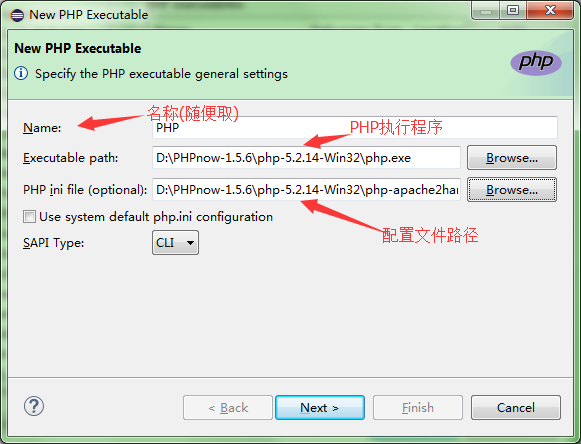 New PHP Executable
New PHP Executable
Specify the PHP executable general settings
php
名称(随便取)
PHP执行程序
Name: PHP
Executable path: D:\PHPnow-1.5.6\php-5.2.14-Win32\php.exe Browse...
PHP ini file (optional): D:\PHPnow-1.5.6\php-5.2.14-Win32\php-apache2han Browse...
Use system default php.ini configuration
SAPI Type: CLI
配置文件路径
< Back Next > Finish Cancel